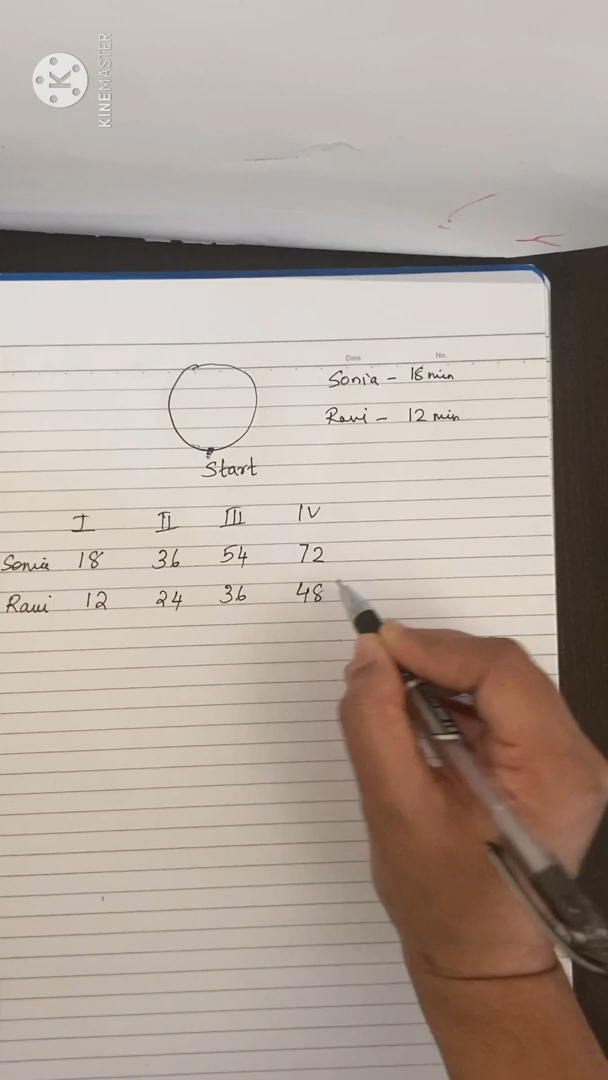 KINEMASTER
Date No.
Sonia - 18 min
Ravi - 12 min
Start
I II III IV
Sonia 18 36 54 72
Ravi 12 24 36 48